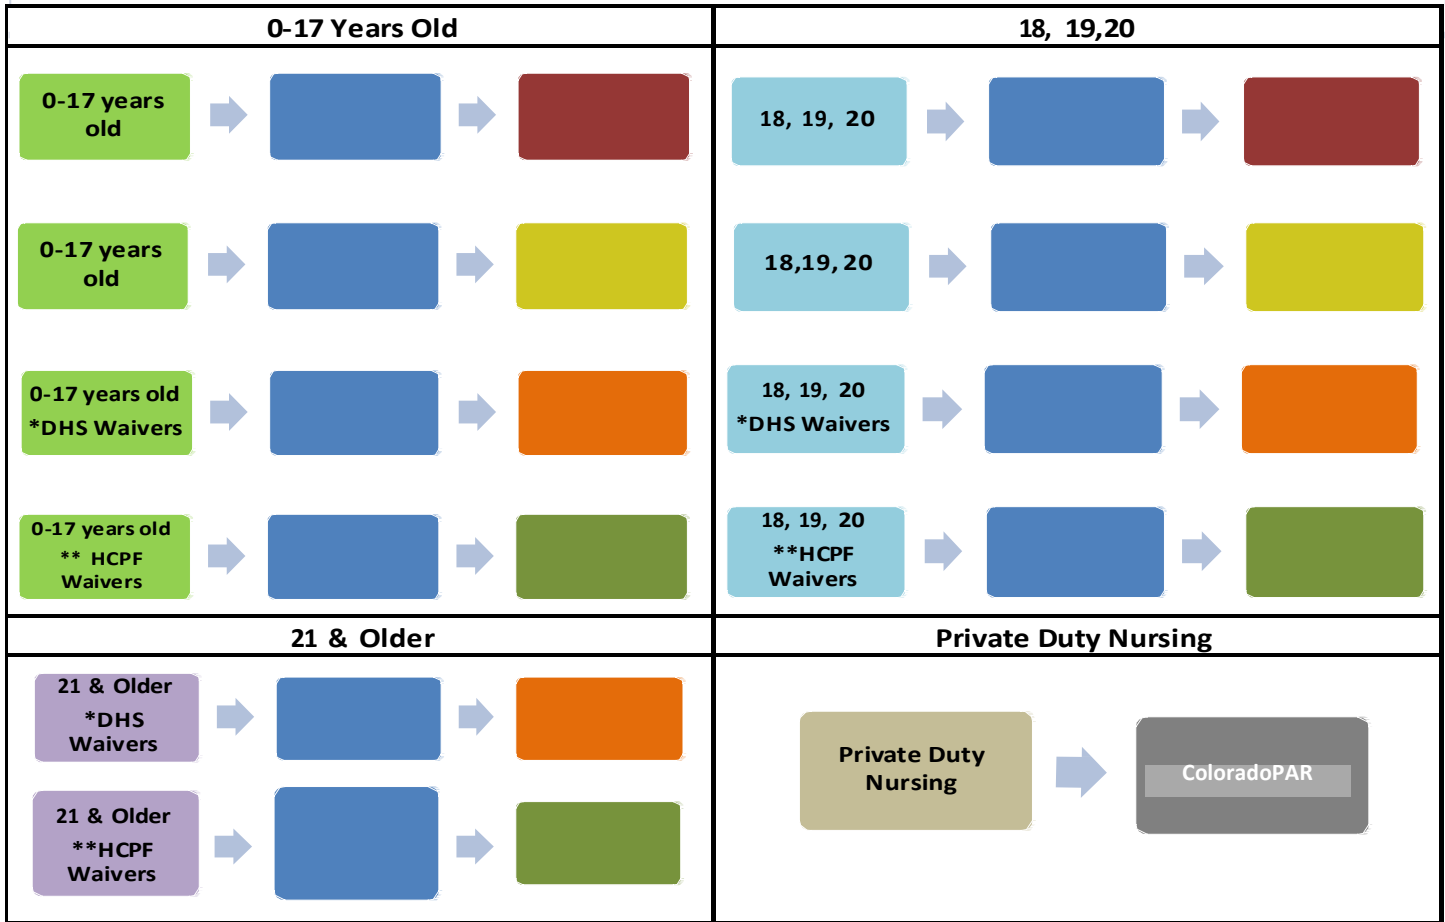 0-17 Years Old
18, 19,20
0-17 years
old
18, 19, 20
0-17 years
old
18,19, 20
0-17 years old
*DHS Waivers
18, 19, 20
*DHS Waivers
0-17 years old
** HCPF
Waivers
18, 19, 20
**HCPF
Waivers
21 & Older
Private Duty Nursing
21 & Older
*DHS
Waivers
21 & Older
**HCPF
Waivers
Private Duty
Nursing
ColoradoPAR